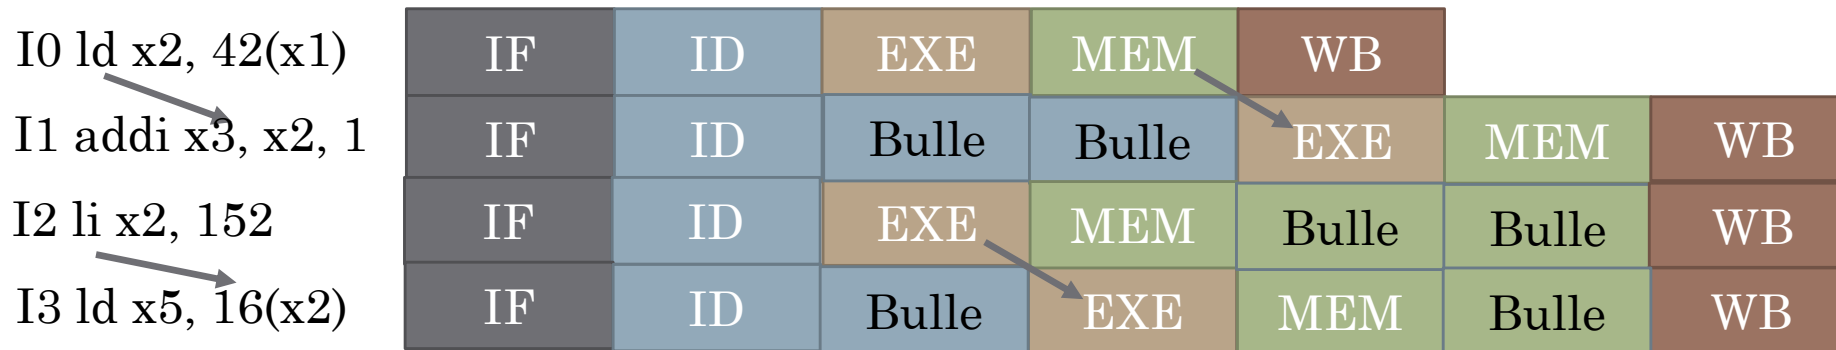 I0 ld x2, 42(x1) IF ID EXE MEM WB
I1 addi x3, x2, 1 IF ID Bulle Bulle EXE MEM WB
I2 li x2, 152 IF ID EXE MEM Bulle Bulle WB
I3 ld x5, 16(x2) IF ID Bulle EXE MEM Bulle WB